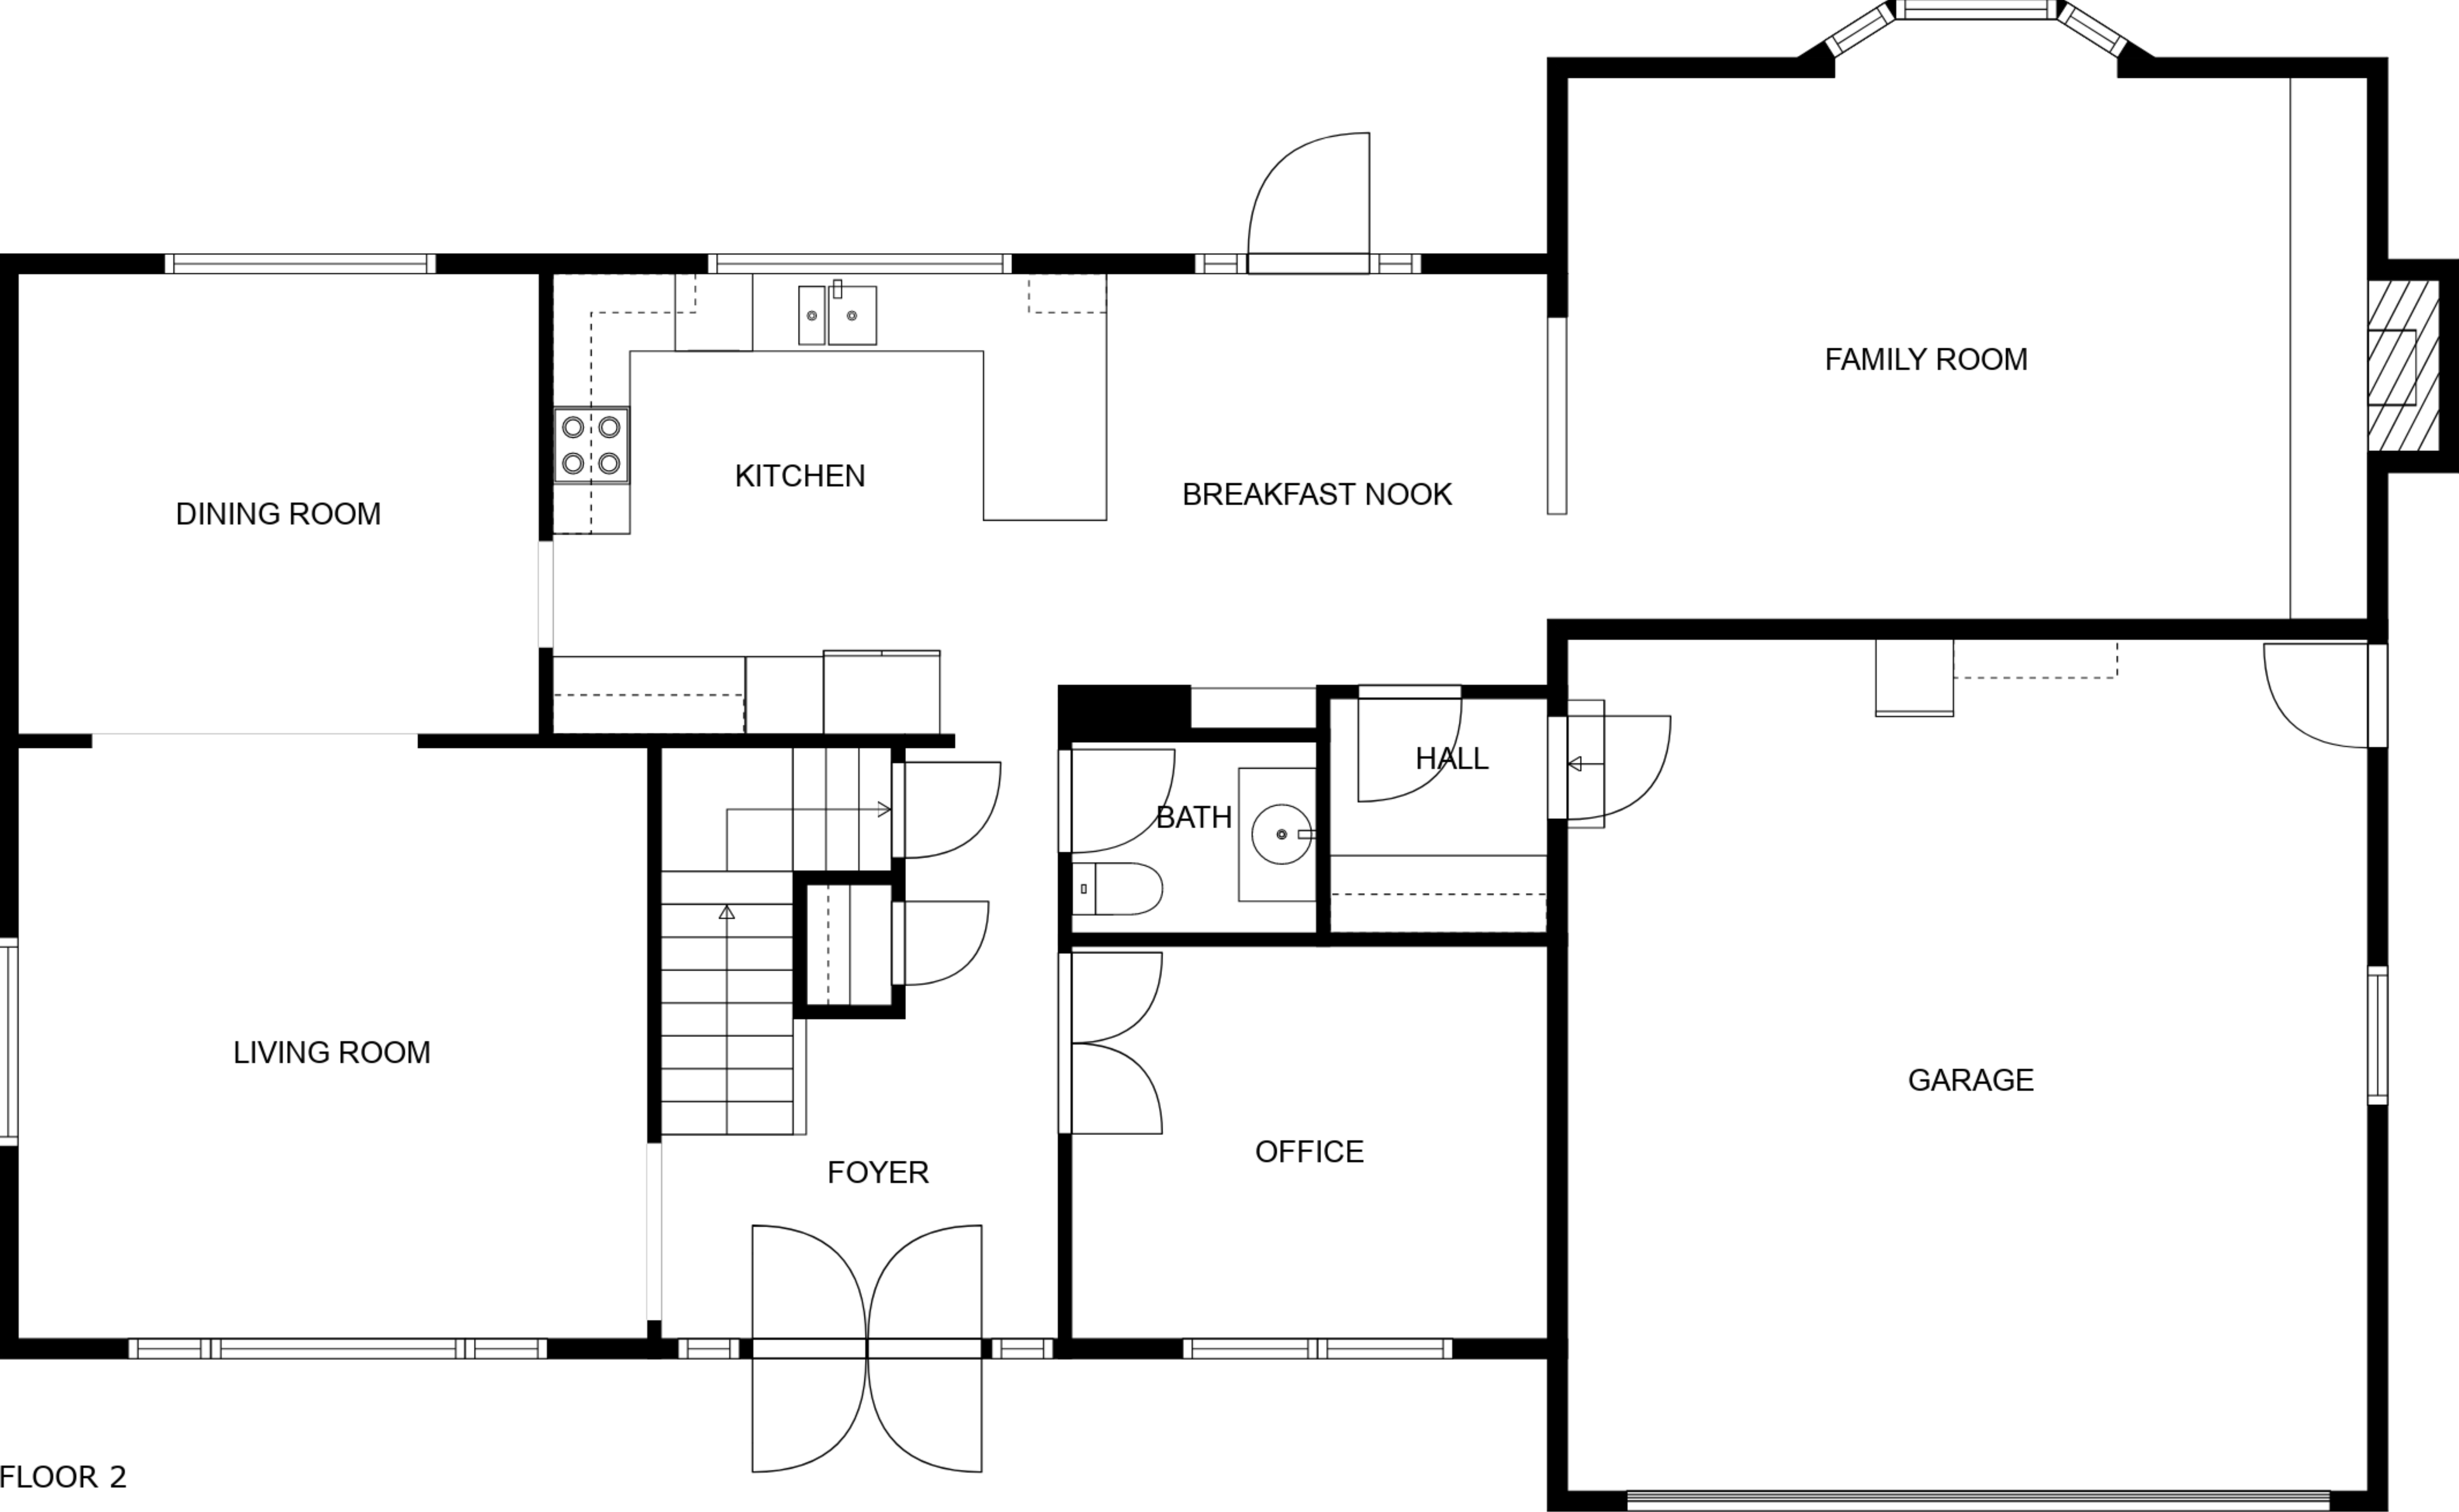 FAMILY ROOM
KITCHEN
BREAKFAST NOOK
DINING ROOM
HALL
BATH
LIVING ROOM
GARAGE
OFFICE
FOYER
FLOOR 2